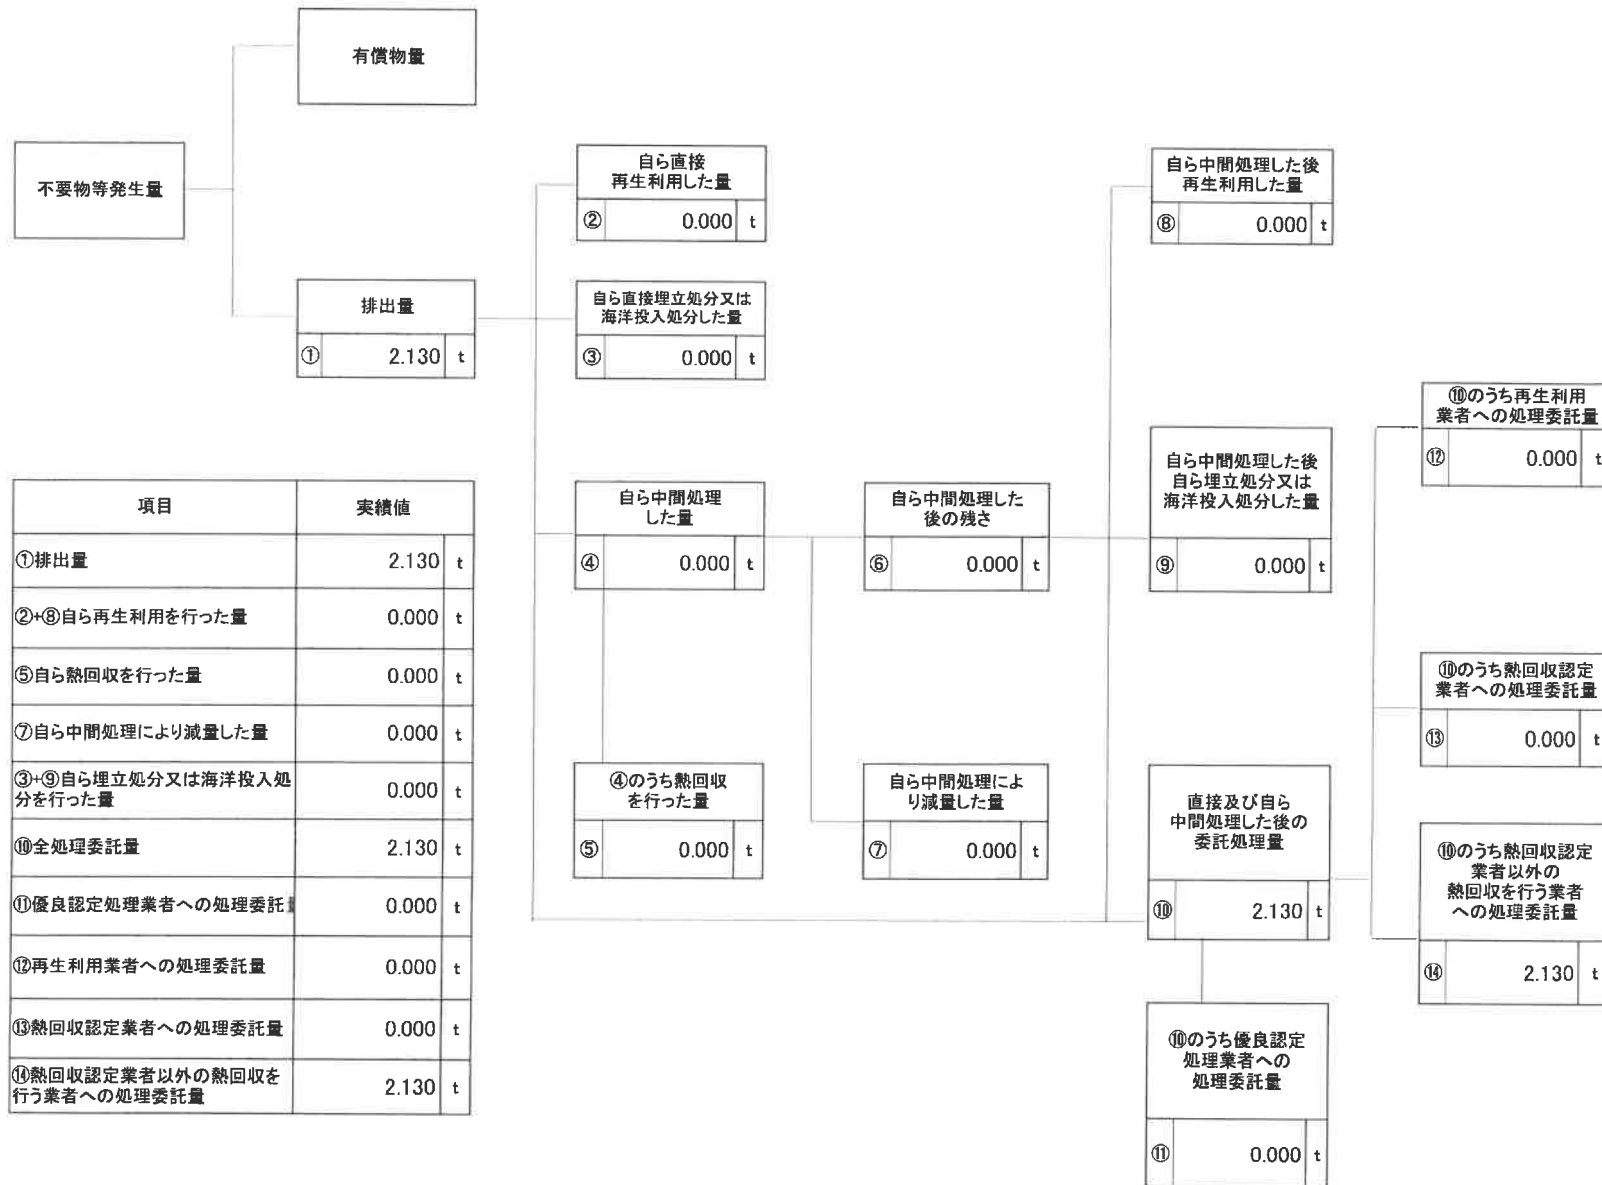 有償物量
不要物等発生量
排出量
① 2.130 t
自ら直接
再生利用した量
② 0.000 t
自ら直接埋立処分又は
海洋投入処分した量
③ 0.000 t
自ら中間処理
した量
④ 0.000 t
④のうち熱回収
を行った量
⑤ 0.000 t
自ら中間処理した
後の残さ
⑥ 0.000 t
自ら中間処理によ
り減量した量
⑦ 0.000 t
自ら中間処理した後
再生利用した量
⑧ 0.000 t
自ら中間処理した後
自ら埋立処分又は
海洋投入処分した量
⑨ 0.000 t
直接及び自ら
中間処理した後の
委託処理量
⑩ 2.130 t
⑩のうち優良認定
処理業者への
処理委託量
⑪ 0.000 t
⑩のうち再生利用
業者への処理委託量
⑫ 0.000 t
⑩のうち熱回収認定
業者への処理委託量
⑬ 0.000 t
⑩のうち熱回収認定
業者以外の
熱回収を行う業者
への処理委託量
⑭ 2.130 t
項目 実績値
①排出量 2.130 t
②+⑧自ら再生利用を行った量 0.000 t
⑤自ら熱回収を行った量 0.000 t
⑦自ら中間処理により減量した量 0.000 t
③+⑨自ら埋立処分又は海洋投入処
分を行った量 0.000 t
⑩全処理委託量 2.130 t
⑪優良認定処理業者への処理委託 0.000 t
⑫再生利用業者への処理委託量 0.000 t
⑬熱回収認定業者への処理委託量 0.000 t
⑭熱回収認定業者以外の熱回収を
行う業者への処理委託量 2.130 t